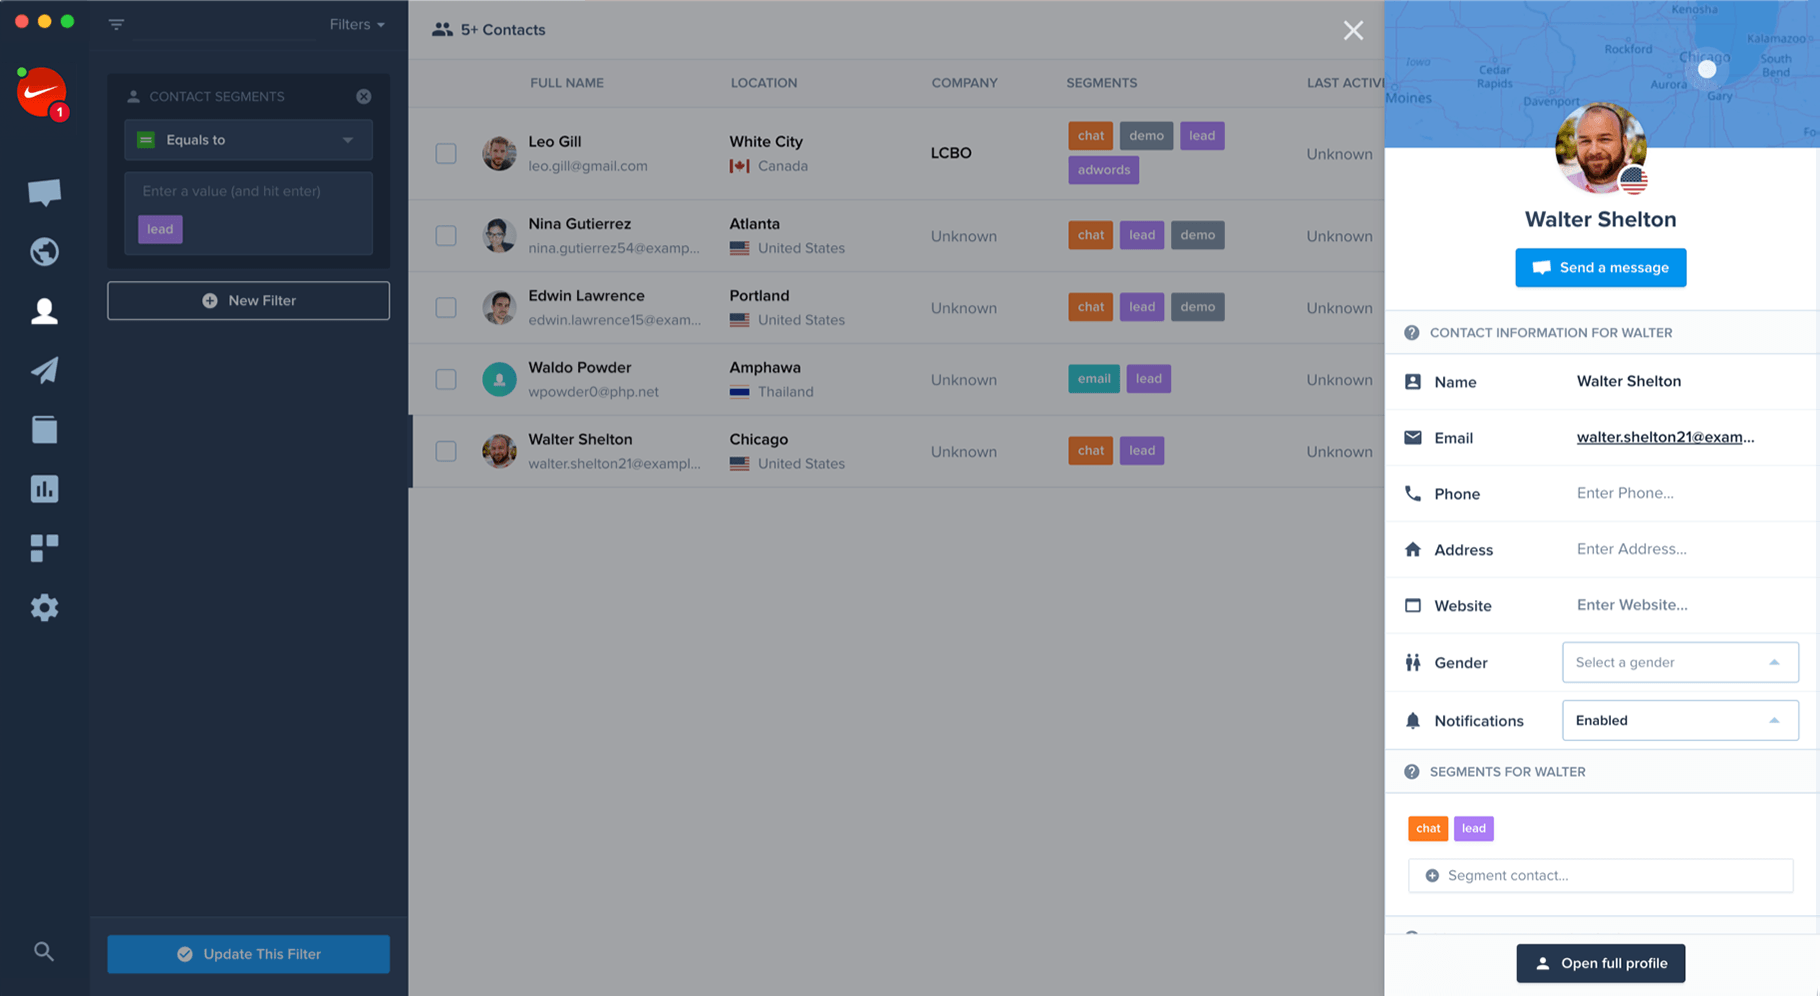 Filters
1
CONTACT SEGMENTS
Equals to
Enter a value (and hit enter)
lead
New Filter
Update This Filter
5+ Contacts
FULL NAME LOCATION COMPANY SEGMENTS LAST ACTIVE
Leo Gill White City LCBO chat demo lead Unknown
leo.gill@gmail.com Canada adwords
Nina Gutierrez Atlanta Unknown chat lead demo Unknown
nina.gutierrez54@examp... United States
Edwin Lawrence Portland Unknown chat lead demo Unknown
edwin.lawrence15@exam... United States
Waldo Powder Amphawa Unknown email lead Unknown
wpowder0@php.net Thailand
Walter Shelton Chicago Unknown chat lead Unknown
walter.shelton21@exampl... United States
Kenosha
Rockford
Kalamazoo
Iowa
Chicago
Cedar
Rapids
South
Bend
Aurora
Gary
Moines
Davenport
Fo
Walter Shelton
Send a message
CONTACT INFORMATION FOR WALTER
Name Walter Shelton
Email walter.shelton21@exam...
Phone Enter Phone...
Address Enter Address...
Website Enter Website...
Gender Select a gender
Notifications Enabled
SEGMENTS FOR WALTER
chat lead
Segment contact...
Open full profile